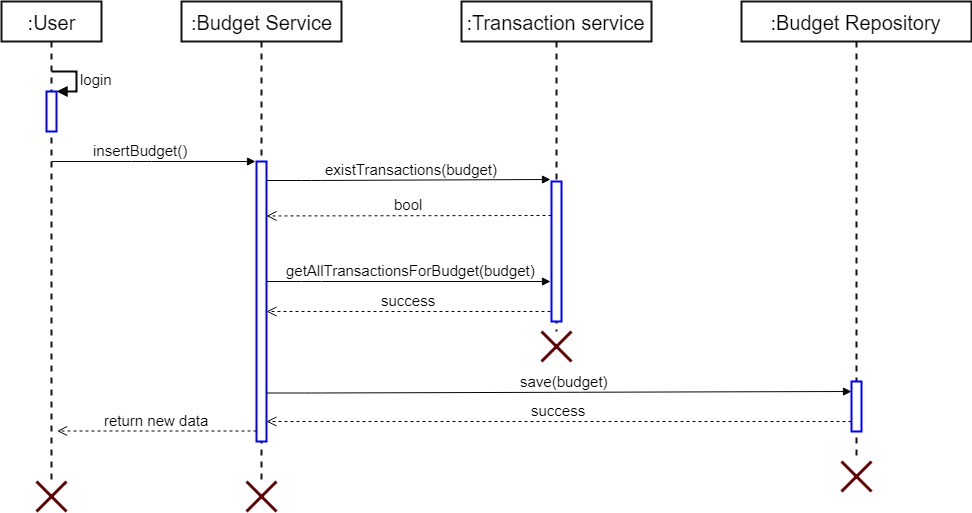 :User
:Budget Service
:Transaction service
:Budget Repository
login
insertBudget()
existTransactions(budget)
bool
getAllTransactionsForBudget(budget)
success
save(budget)
success
return new data